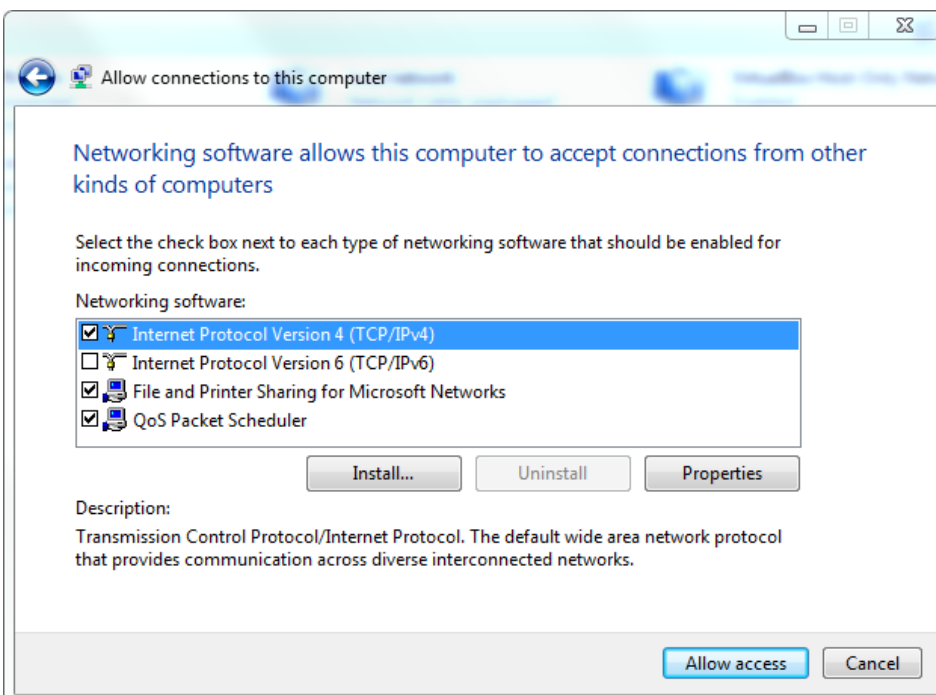 Allow connections to this computer
Networking software allows this computer to accept connections from other
kinds of computers
Select the check box next to each type of networking software that should be enabled for
incoming connections.
Networking software:
Internet Protocol Version 4 (TCP/IPv4)
Internet Protocol Version 6 (TCP/IPv6)
File and Printer Sharing for Microsoft Networks
QoS Packet Scheduler
Install... Uninstall Properties
Description:
Transmission Control Protocol/Internet Protocol. The default wide area network protocol
that provides communication across diverse interconnected networks.
Allow access Cancel